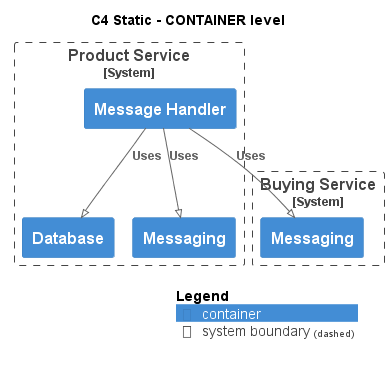 C4 Static - CONTAINER level
Product Service
[System]
Message Handler
Uses
Uses
Uses
Buying Service
[System]
Database
Messaging
Messaging
Legend
container
system boundary (dashed)